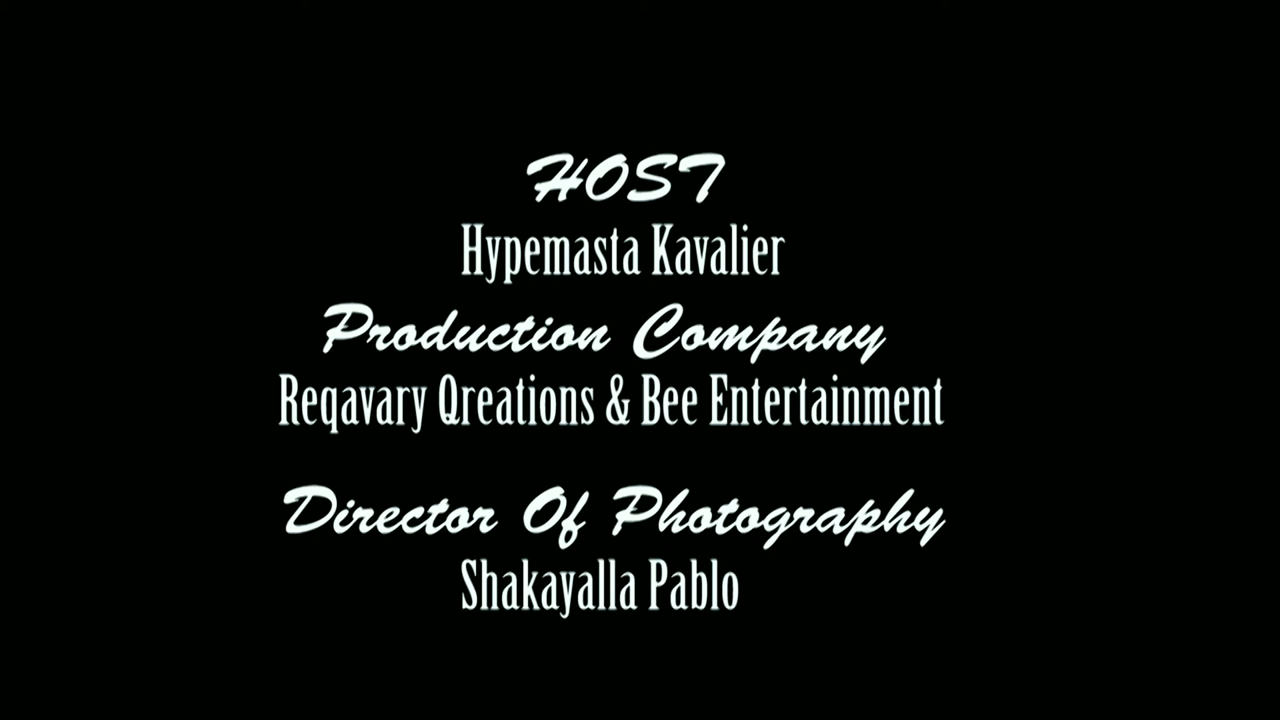 HOST
Hypemasta Kavalier
Production Company
Reqavary Qreations & Bee Entertainment
Director Of Photography
Shakayalla Pablo